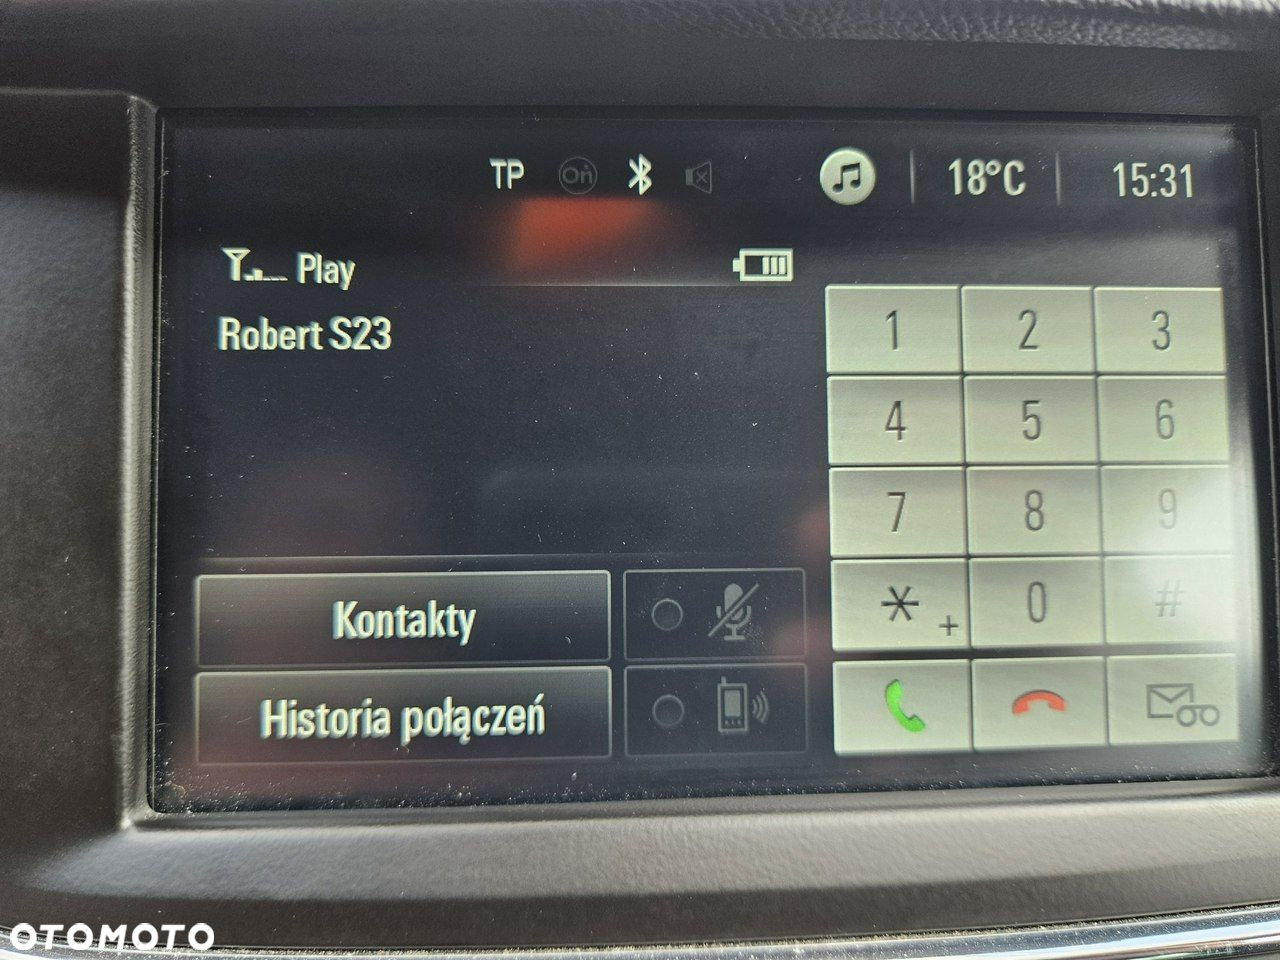 TP On 18°C 15:31
Play
Robert S23
1 2 3
4 5 6
7 8 9
* + 0 #
Kontakty
Historia połączeń
OTOMOTO